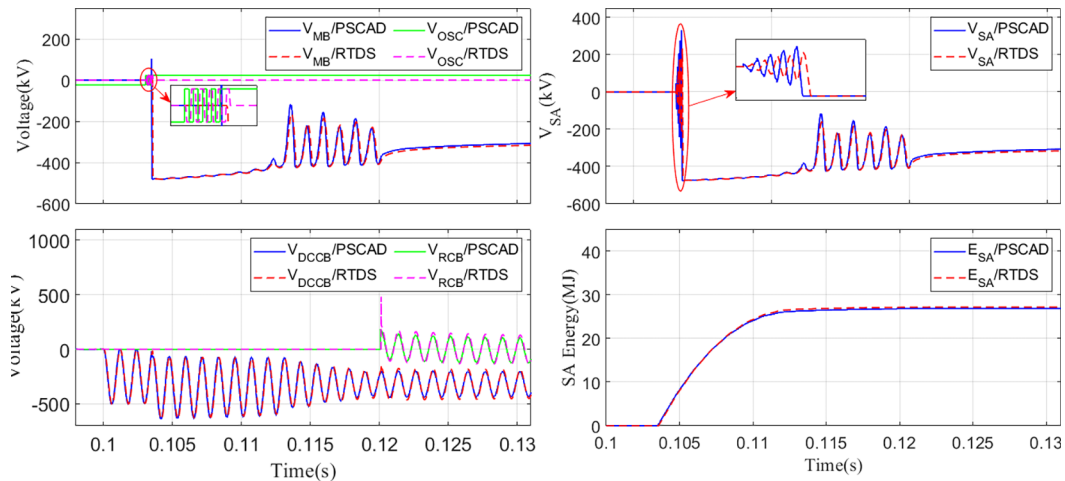 200
0
-200
-400
-600
Voltage(kV)
V_MB/PSCAD
V_OSC/PSCAD
V_MB/RTDS
V_OSC/RTDS
400
200
0
-200
-400
-600
V_SA(kV)
V_SA/PSCAD
V_SA/RTDS
1000
500
0
-500
Voltage(kV)
V_DCCB/PSCAD
V_RCB/PSCAD
V_DCCB/RTDS
V_RCB/RTDS
0.1
0.105
0.11
0.115
0.12
0.125
0.13
Time(s)
40
30
20
10
0
SA Energy(MJ)
E_SA/PSCAD
E_SA/RTDS
0.1
0.105
0.11
0.115
0.12
0.125
0.13
Time(s)